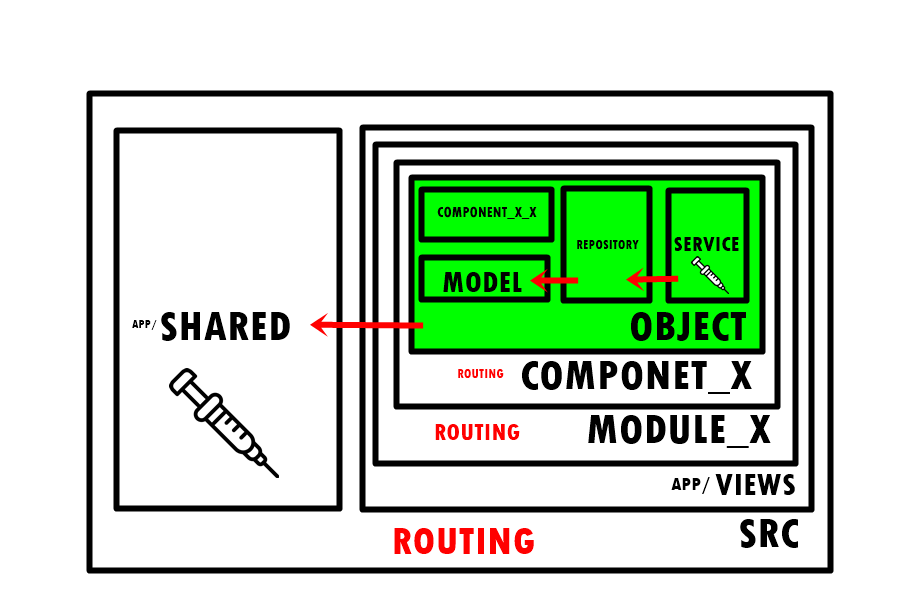 COMPONENT_X_X
REPOSITORY
SERVICE
MODEL
APP/ SHARED
OBJECT
ROUTING COMPONET_X
ROUTING MODULE_X
APP/ VIEWS
ROUTING SRC